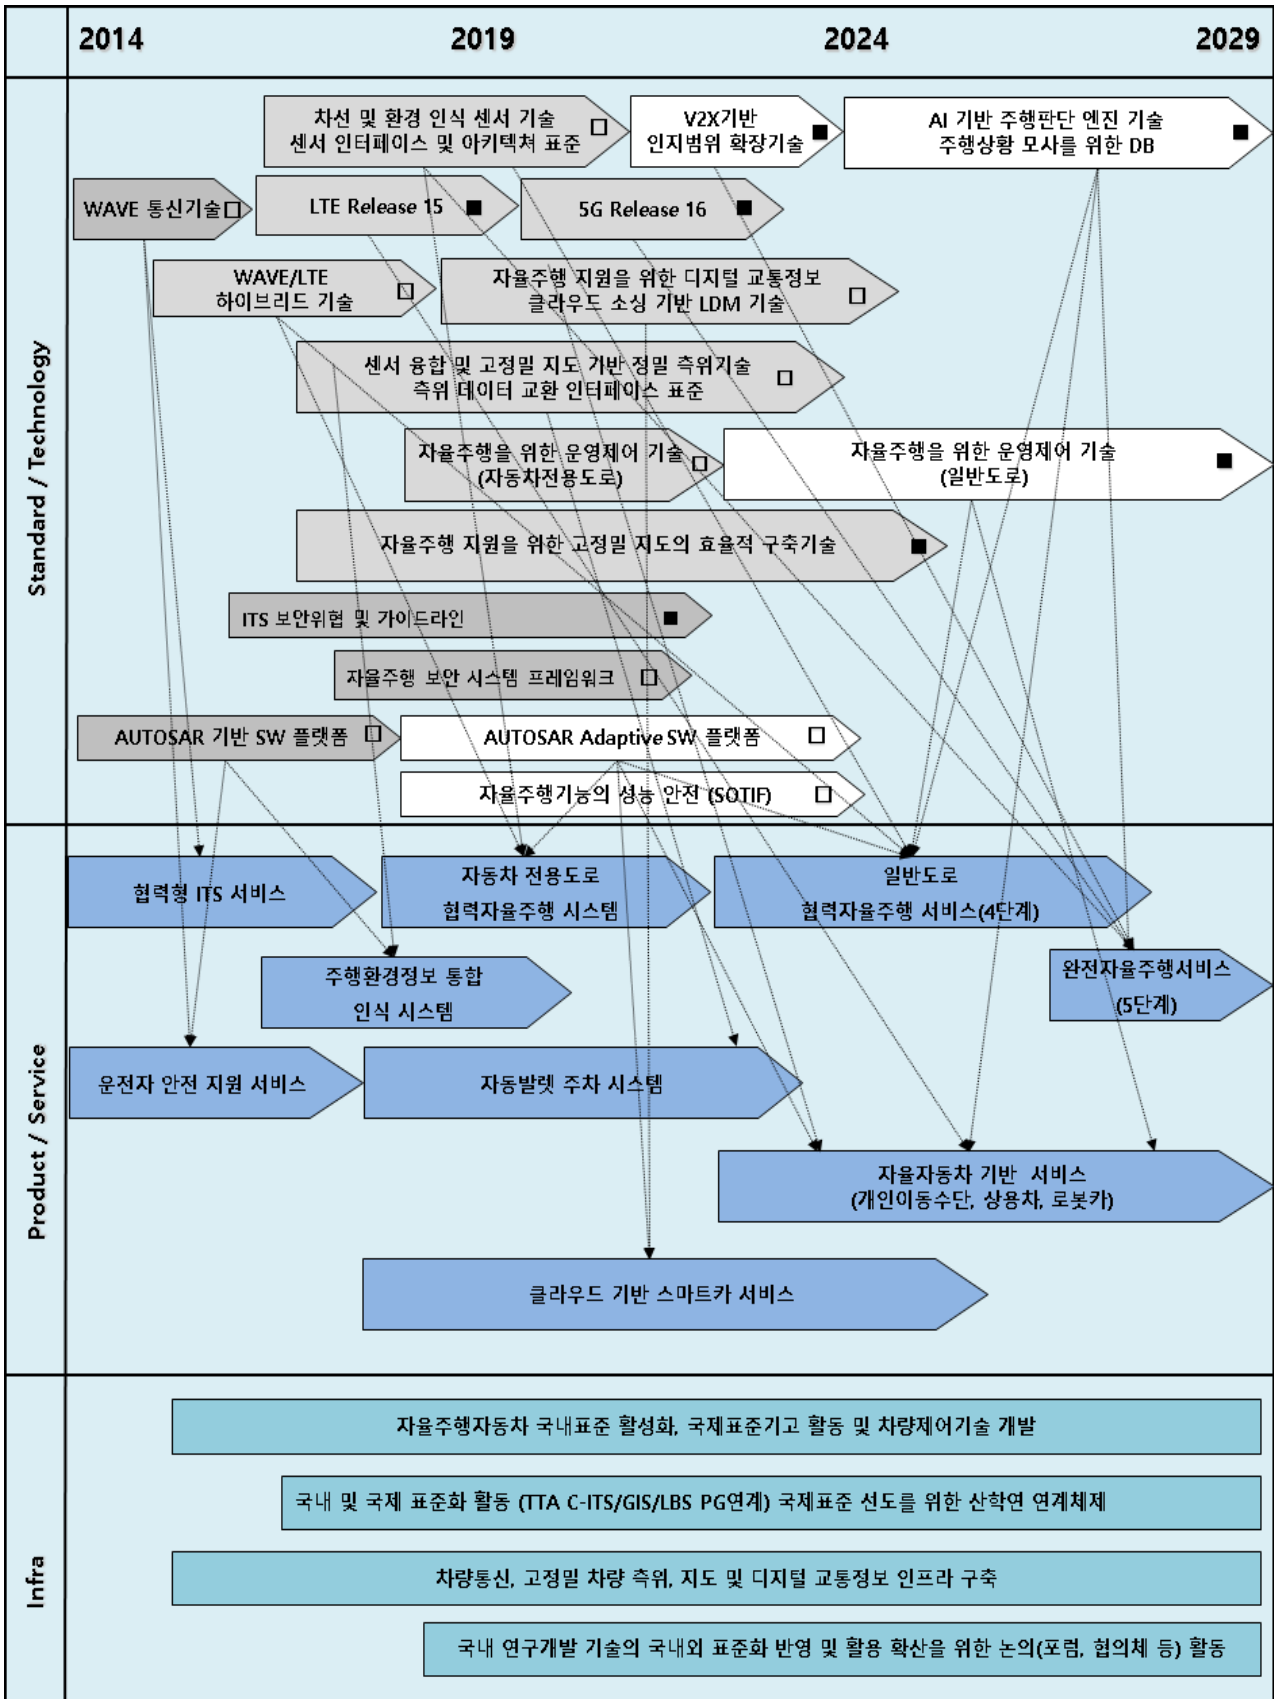 2014 2019 2024 2029
Standard / Technology
차선 및 환경 인식 센서 기술
센서 인터페이스 및 아키텍쳐 표준
V2X기반
인지범위 확장기술
AI 기반 주행판단 엔진 기술
주행상황 모사를 위한 DB
WAVE 통신기술
LTE Release 15
5G Release 16
WAVE/LTE
하이브리드 기술
자율주행 지원을 위한 디지털 교통정보
클라우드 소싱 기반 LDM 기술
센서 융합 및 고정밀 지도 기반 정밀 측위기술
측위 데이터 교환 인터페이스 표준
자율주행을 위한 운영제어 기술
(자동차전용도로)
자율주행을 위한 운영제어 기술
(일반도로)
자율주행 지원을 위한 고정밀 지도의 효율적 구축기술
ITS 보안위협 및 가이드라인
자율주행 보안 시스템 프레임워크
AUTOSAR 기반 SW 플랫폼
AUTOSAR Adaptive SW 플랫폼
자율주행기능의 성능 안전 (SOTIF)
Product / Service
협력형 ITS 서비스
자동차 전용도로
협력자율주행 시스템
일반도로
협력자율주행 서비스(4단계)
주행환경정보 통합
인식 시스템
완전자율주행서비스
(5단계)
운전자 안전 지원 서비스
자동발렛 주차 시스템
자율자동차 기반 서비스
(개인이동수단, 상용차, 로봇카)
클라우드 기반 스마트카 서비스
Infra
자율주행자동차 국내표준 활성화, 국제표준기고 활동 및 차량제어기술 개발
국내 및 국제 표준화 활동 (TTA C-ITS/GIS/LBS PG연계) 국제표준 선도를 위한 산학연 연계체제
차량통신, 고정밀 차량 측위, 지도 및 디지털 교통정보 인프라 구축
국내 연구개발 기술의 국내외 표준화 반영 및 활용 확산을 위한 논의(포럼, 협의체 등) 활동